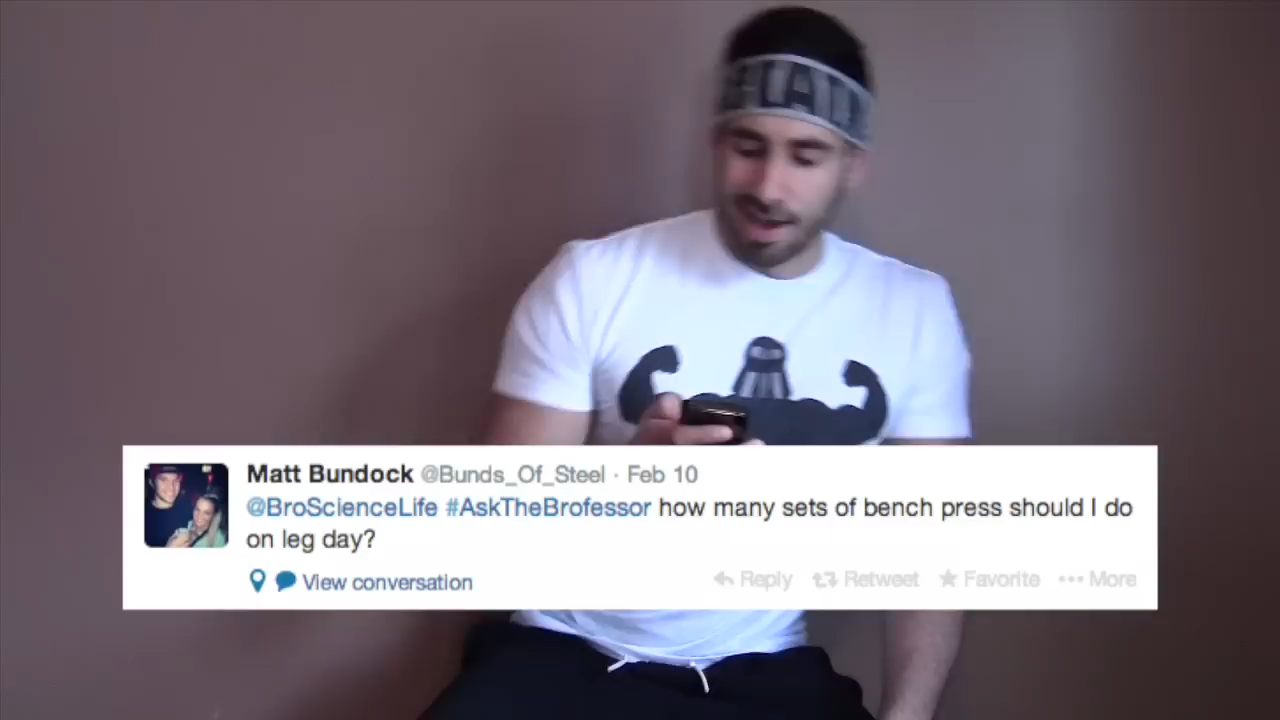 Matt Bundock @Bunds_Of_Steel · Feb 10
@BroScienceLife #AskTheBrofessor how many sets of bench press should I do
on leg day?
View conversation Reply Retweet Favorite ••• More